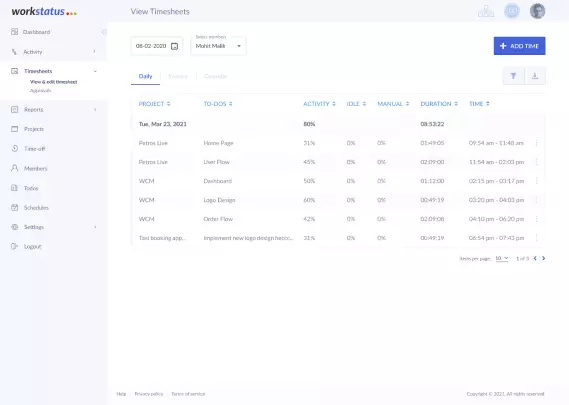 workstatus
View Timesheets
Dashboard
Activity
Timesheets
View & edit timesheet
Approvals
Reports
Projects
Time-off
Members
Todos
Schedules
Settings
Logout
08-02-2020
Select members
Mohit Malik
ADD TIME
Daily
Calendar
PROJECT TO-DOS ACTIVITY IDLE MANUAL DURATION TIME
Tue, Mar 23, 2021 80% 08:53:22
Petros Live Home Page 31% 0% 0% 01:49:05 09:54 am - 11:48 am
Petros Live User Flow 45% 0% 0% 02:09:00 11:54 am - 02:03 pm
WCM Dashboard 50% 0% 0% 01:12:00 02:15 pm - 03:17 pm
WCM Logo Design 60% 0% 0% 00:49:19 03:20 pm - 04:03 pm
WCM Order Flow 42% 0% 0% 02:09:08 04:10 pm - 06:20 pm
Taxi booking app... Implement new logo design beccc... 31% 0% 0% 00:49:19 06:54 pm - 07:43 pm
Items per page: 10 1 of 3
Help Privacy policy Terms of service Copyright © 2021, All rights reserved